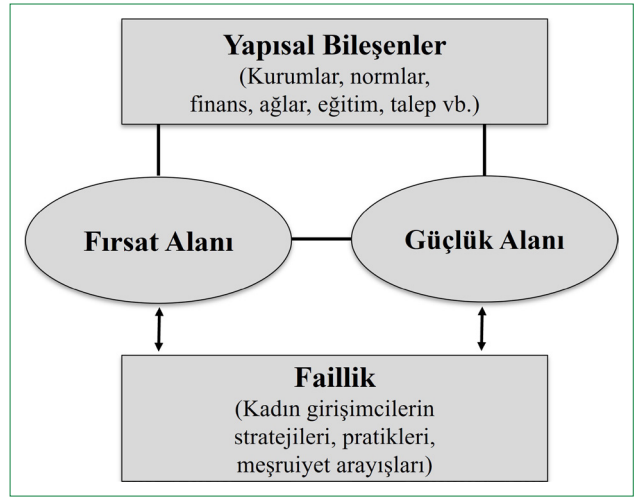 Yapısal Bileşenler
(Kurumlar, normlar,
finans, ağlar, eğitim, talep vb.)
Fırsat Alanı
Güçlük Alanı
Faillik
(Kadın girişimcilerin
stratejileri, pratikleri,
meşruiyet arayışları)